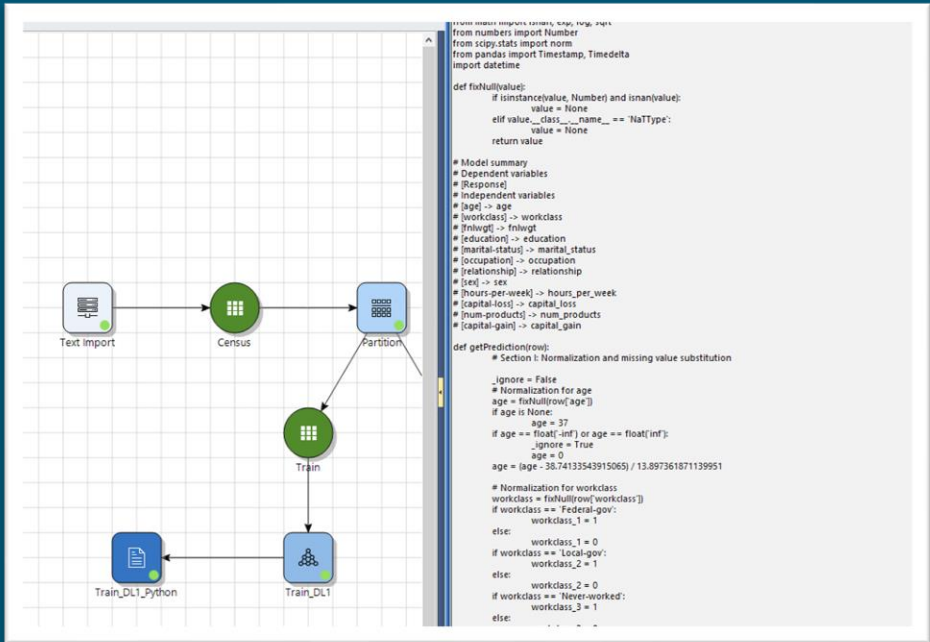 Text Import
Census
Partition
Train
Train_DL1_Python
Train_DL1
from math import isnan, exp, log, sqrt
from numbers import Number
from scipy.stats import norm
from pandas import Timestamp, Timedelta
import datetime
def fixNull(value):
if isinstance(value, Number) and isnan(value):
value = None
elif value.__class__.__name__ == 'NaTType':
value = None
return value
# Model summary
# Dependent variables
# [Response]
# Independent variables
# [age] -> age
# [workclass] -> workclass
# [fnlwgt] -> fnlwgt
# [education] -> education
# [marital-status] -> marital_status
# [occupation] -> occupation
# [relationship] -> relationship
# [sex] -> sex
# [hours-per-week] -> hours_per_week
# [capital-loss] -> capital_loss
# [num-products] -> num_products
# [capital-gain] -> capital_gain
def getPrediction(row):
# Section I: Normalization and missing value substitution
_ignore = False
# Normalization for age
age = fixNull(row['age'])
if age is None:
age = 37
if age == float('-inf') or age == float('inf'):
_ignore = True
age = 0
age = (age - 38.74133543915065) / 13.897361871139951
# Normalization for workclass
workclass = fixNull(row['workclass'])
if workclass == 'Federal-gov':
workclass_1 = 1
else:
workclass_1 = 0
if workclass == 'Local-gov':
workclass_2 = 1
else:
workclass_2 = 0
if workclass == 'Never-worked':
workclass_3 = 1
else: